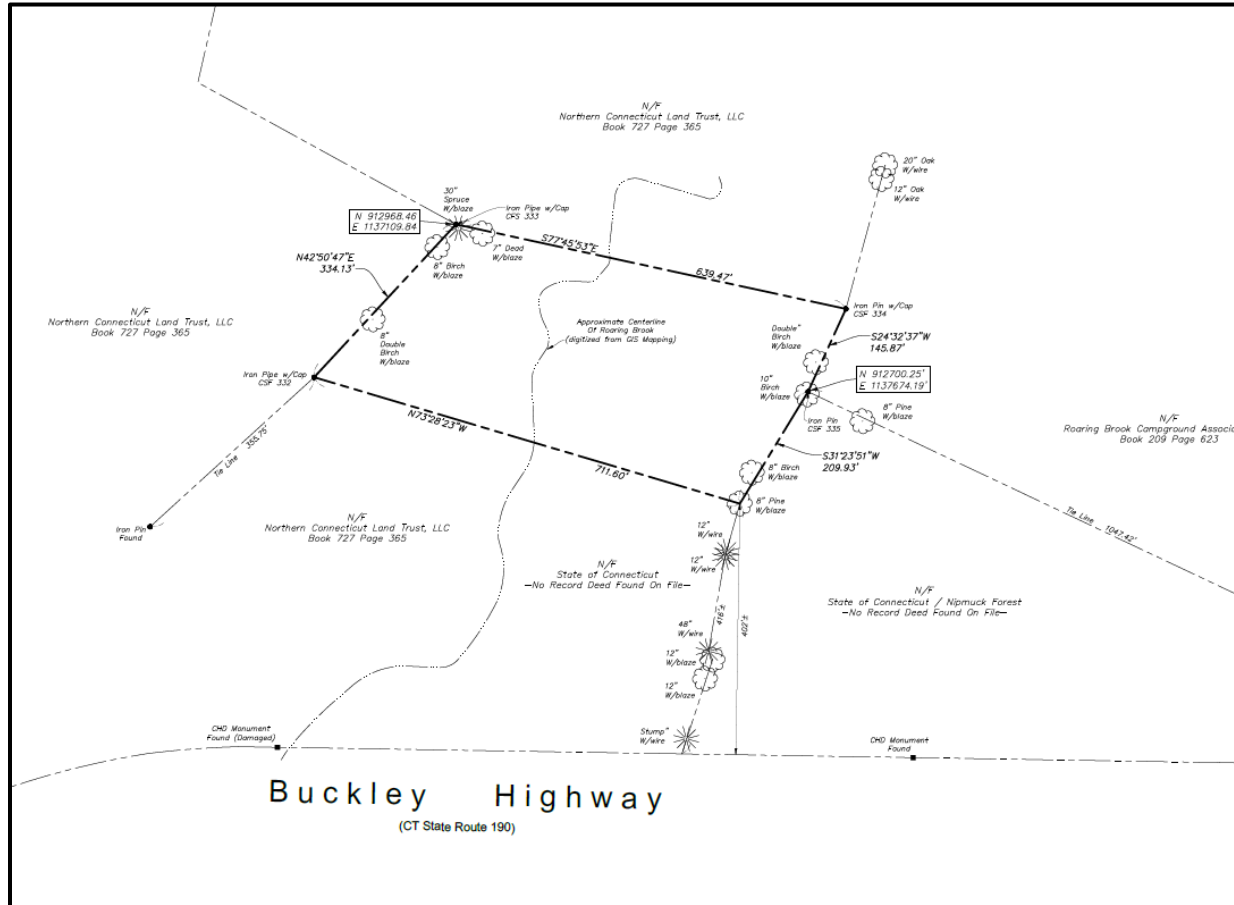 N/F
Northern Connecticut Land Trust, LLC
Book 727 Page 365
20" Oak
W/wire
12" Oak
W/wire
30"
Spruce
W/blaze
Iron Pipe w/Cap
CFS 333
N 912968.46
E 1137109.84
7" Dead
W/blaze
S77°45'53"E
639.47'
8" Birch
W/blaze
N42°50'47"E
334.13'
N/F
Northern Connecticut Land Trust, LLC
Book 727 Page 365
8"
Double
Birch
W/blaze
Approximate Centerline
Of Roaring Brook
(digitized from GIS Mapping)
Iron Pin w/Cap
CSF 334
Double"
Birch
W/blaze
S24°32'37"W
145.87'
Iron Pipe w/Cap
CSF 332
10"
Birch
W/blaze
N 912700.25'
E 1137674.19'
Iron Pin
CSF 335
8" Pine
W/blaze
N/F
Roaring Brook Campground Associa
Book 209 Page 623
N73°28'23"W
711.60'
S31°23'51"W
209.93'
Tie Line 355.75'
8" Birch
W/blaze
8" Pine
W/blaze
Tie Line 1047.42'
Iron Pin
Found
N/F
Northern Connecticut Land Trust, LLC
Book 727 Page 365
12"
W/wire
12"
W/wire
N/F
State of Connecticut
—No Record Deed Found On File—
N/F
State of Connecticut / Nipmuck Forest
—No Record Deed Found On File—
416'±
402'±
48"
W/wire
12"
W/blaze
12"
W/blaze
Stump"
W/wire
CHD Monument
Found (Damaged)
CHD Monument
Found
Buckley Highway
(CT State Route 190)